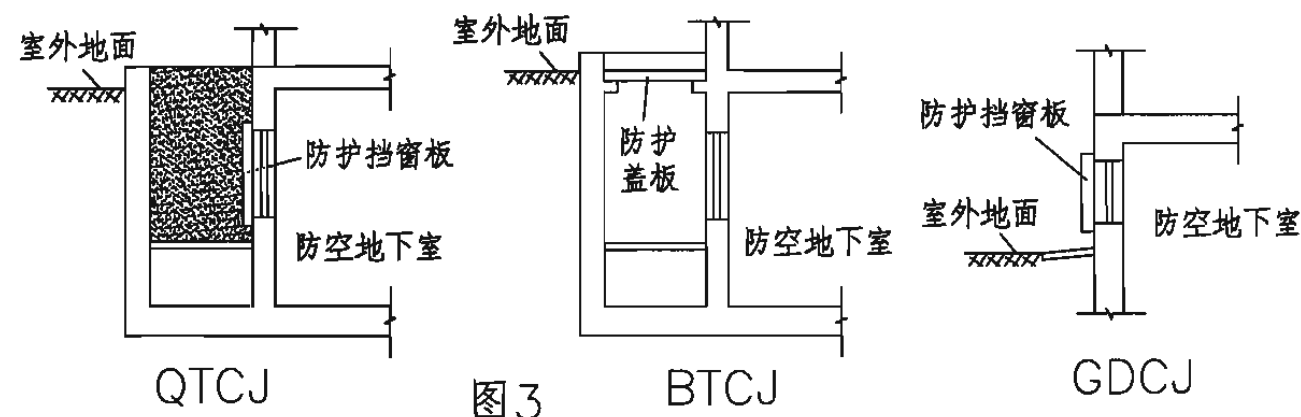 室外地面
防护挡窗板
防空地下室
QTCJ
室外地面
防护
盖板
防空地下室
BTCJ
防护挡窗板
室外地面
防空地下室
GDCJ
图3